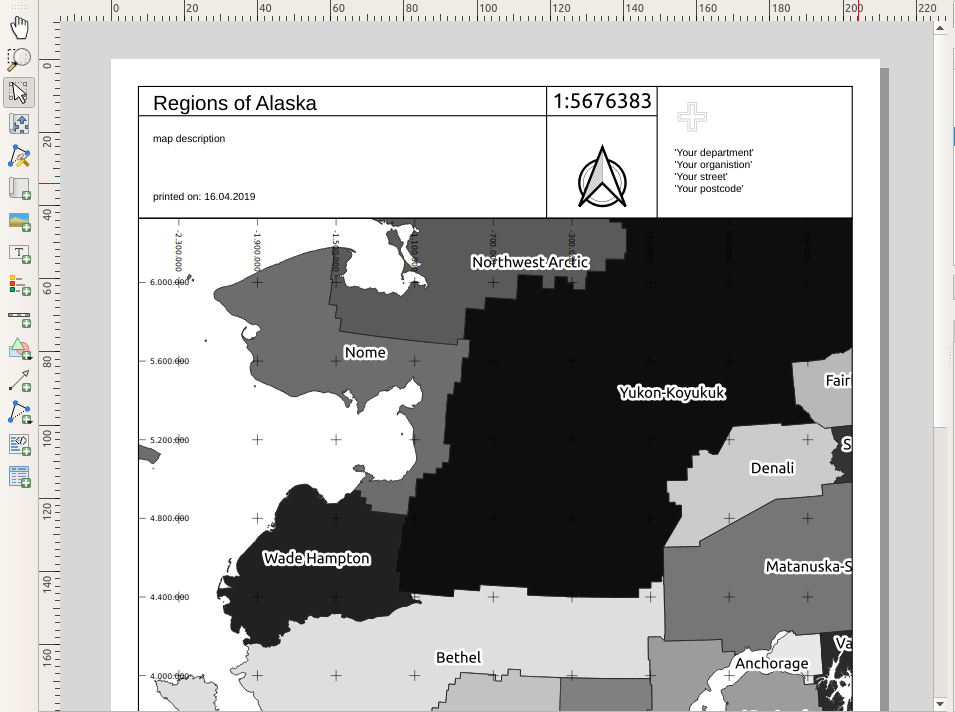 0 20 40 60 80 100 120 140 160 180 200 220
0
20
40
60
80
100
120
140
160
Regions of Alaska
1:5676383
map description
'Your department'
'Your organistion'
'Your street'
'Your postcode'
printed on: 16.04.2019
-2.300.000
-1.900.000
-1.500.000
-1.100.000
-700.000
-300.000
Northwest Arctic
6.000.000
Nome
5.600.000
Fair
Yukon-Koyukuk
5.200.000
S
Denali
4.800.000
Wade Hampton
Matanuska-S
4.400.000
Va
Bethel
Anchorage
4.000.000